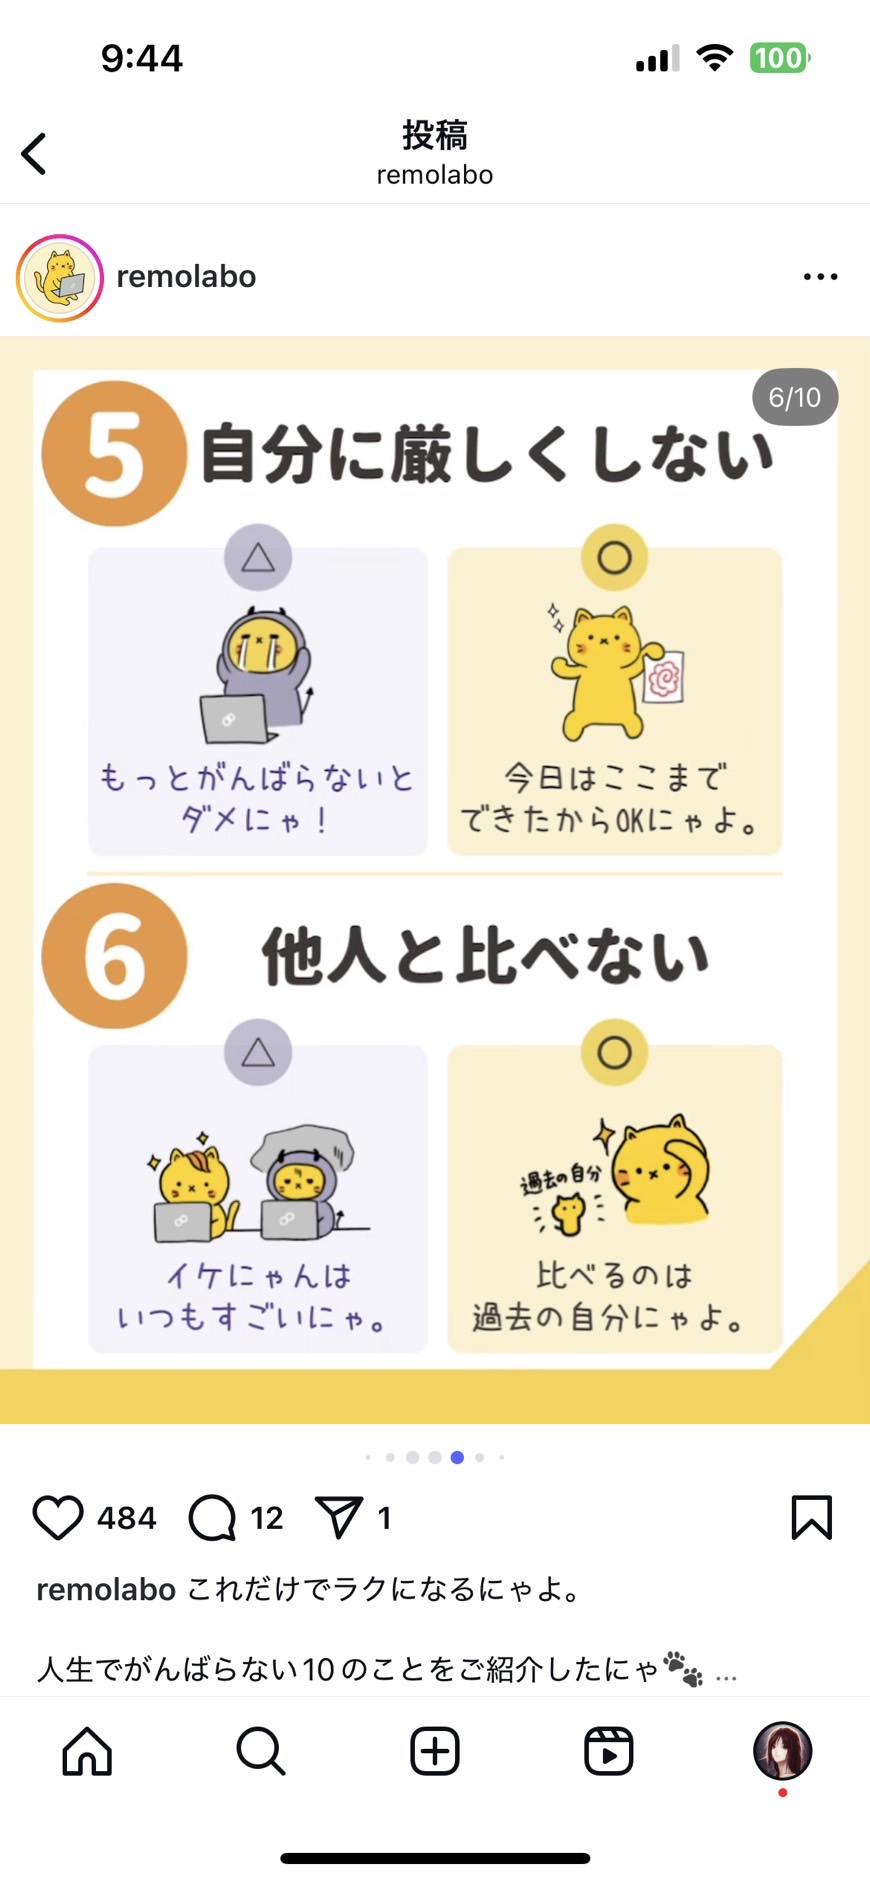 9:44
100
投稿
remolabo
remolabo
6/10
5 自分に厳しくしない
△
もっとがんばらないと
ダメにゃ！
○
今日はここまで
できたからOKにゃよ。
6 他人と比べない
△
イケにゃんは
いつもすごいにゃ。
○
過去の自分
比べるのは
過去の自分にゃよ。
484 12 1
remolabo これだけでラクになるにゃよ。
人生でがんばらない10のことをご紹介したにゃ🐾 ...